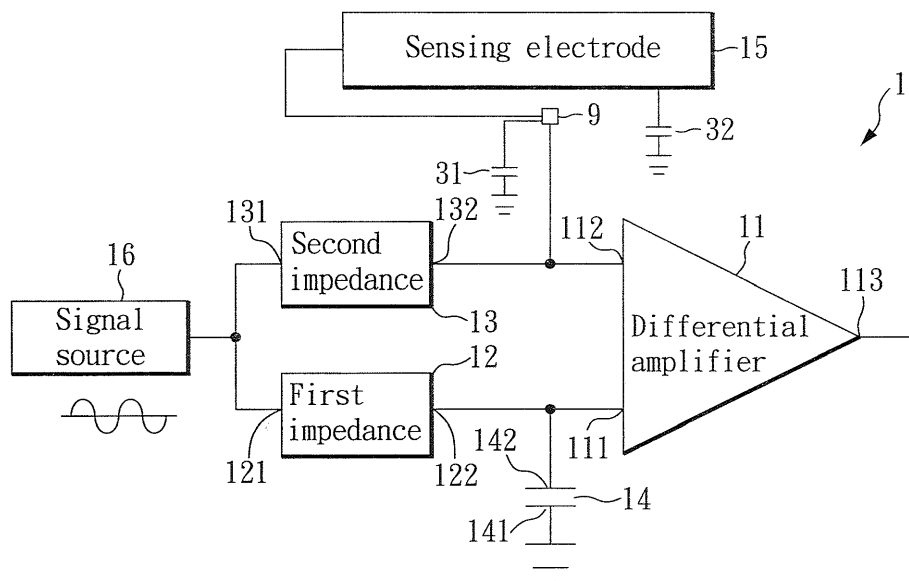 Sensing electrode
15
1
9
32
31
131
132
Second
impedance
13
112
11
113
16
Signal
source
Differential
amplifier
12
First
impedance
121
122
111
142
14
141